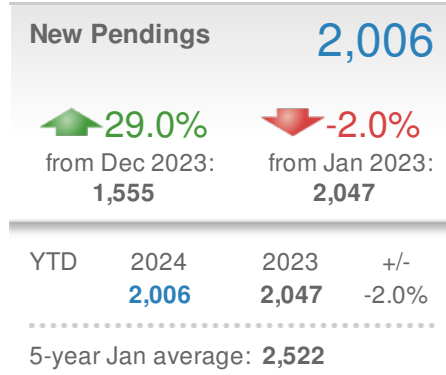 New Pendings 2,006
29.0% -2.0%
from Dec 2023: from Jan 2023:
1,555 2,047
YTD 2024 2023 +/-
2,006 2,047 -2.0%
5-year Jan average: 2,522